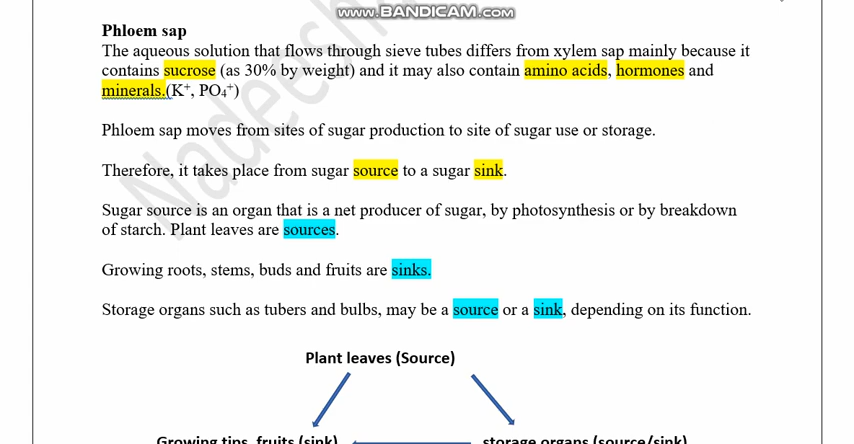 www.BANDICAM.com
Phloem sap
The aqueous solution that flows through sieve tubes differs from xylem sap mainly because it
contains sucrose (as 30% by weight) and it may also contain amino acids, hormones and
minerals.(K⁺, PO₄⁺)
Phloem sap moves from sites of sugar production to site of sugar use or storage.
Therefore, it takes place from sugar source to a sugar sink.
Sugar source is an organ that is a net producer of sugar, by photosynthesis or by breakdown
of starch. Plant leaves are sources.
Growing roots, stems, buds and fruits are sinks.
Storage organs such as tubers and bulbs, may be a source or a sink, depending on its function.
Plant leaves (Source)
Growing tips, fruits (sink)
storage organs (source/sink)